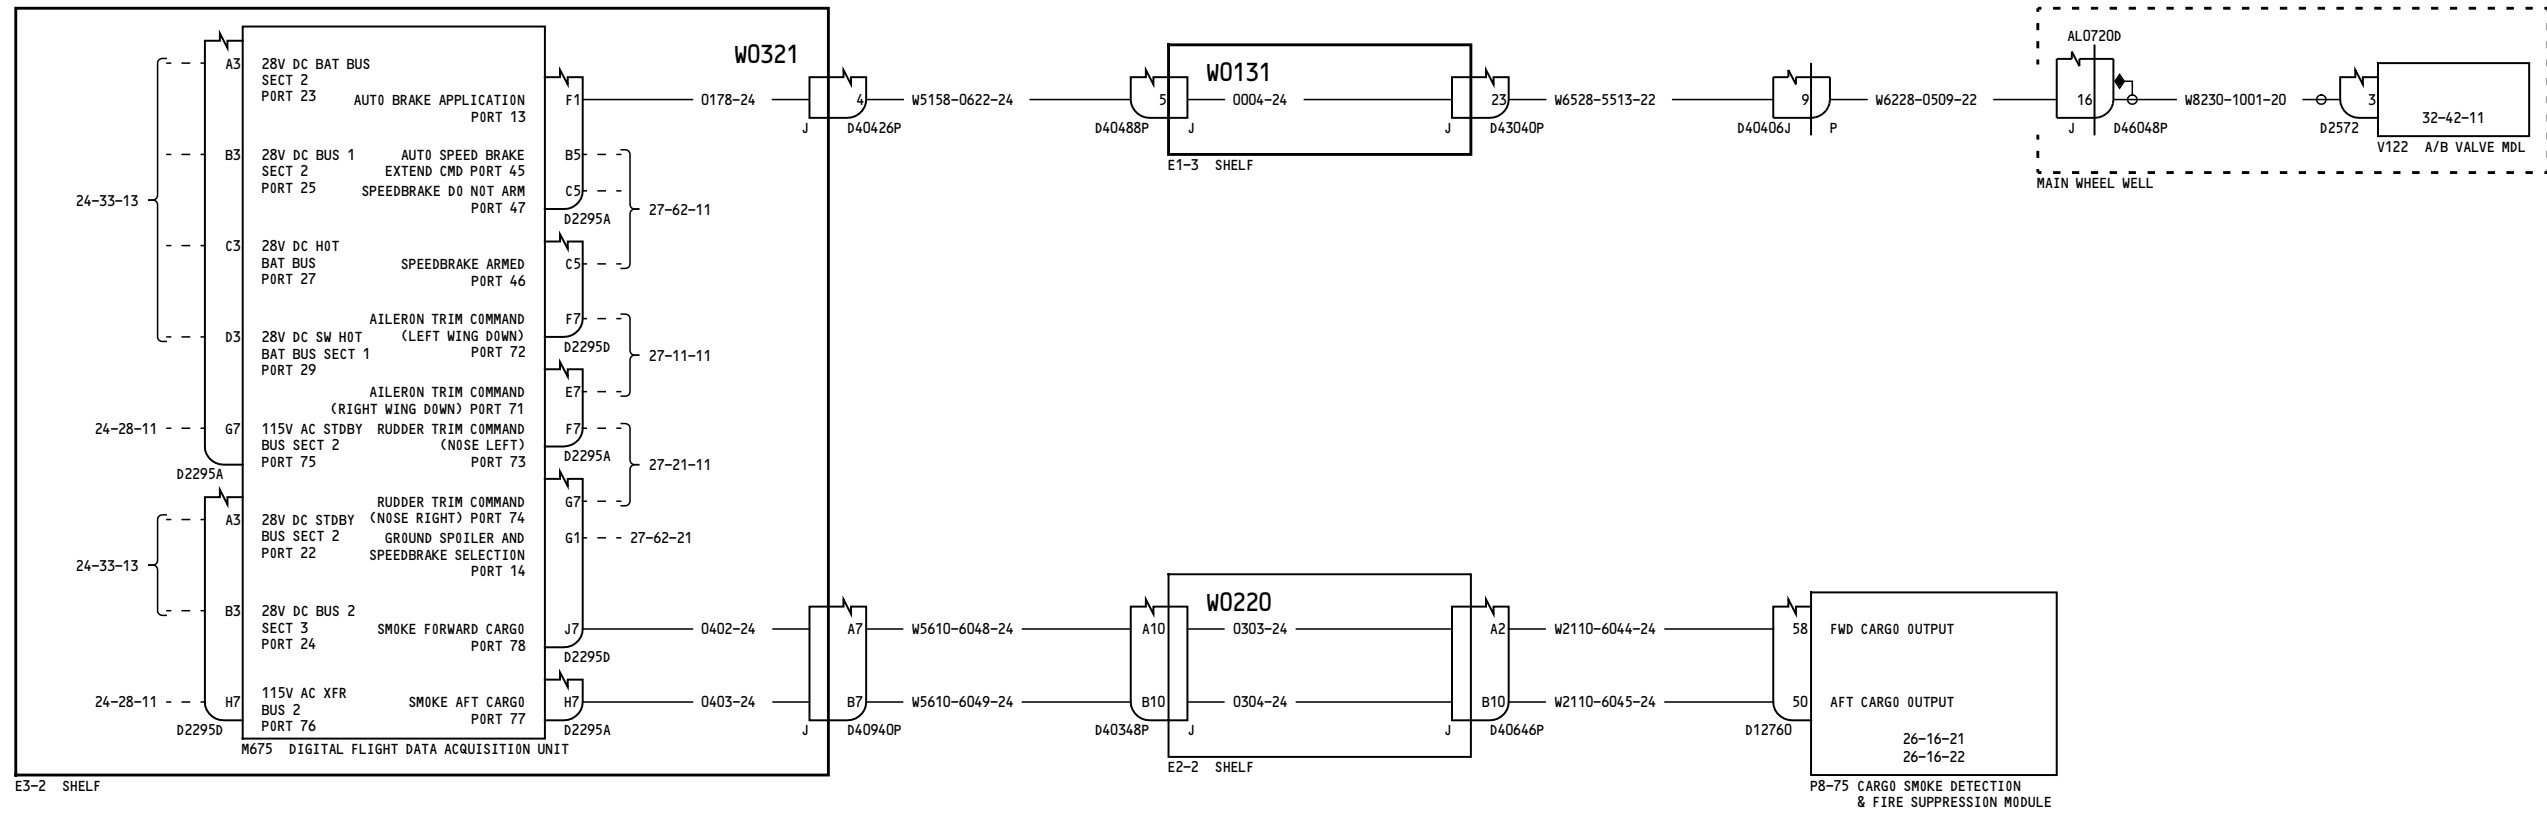 W0321
24-33-13
A3 28V DC BAT BUS
SECT 2
PORT 23
B3 28V DC BUS 1
SECT 2
PORT 25
C3 28V DC HOT
BAT BUS
PORT 27
D3 28V DC SW HOT
BAT BUS SECT 1
PORT 29
24-28-11 G7 115V AC STDBY
BUS SECT 2
PORT 75
D2295A
24-33-13
A3 28V DC STDBY
BUS SECT 2
PORT 22
B3 28V DC BUS 2
SECT 3
PORT 24
24-28-11 H7 115V AC XFR
BUS 2
PORT 76
D2295D
AUTO BRAKE APPLICATION F1
PORT 13
AUTO SPEED BRAKE B5
EXTEND CMD PORT 45
SPEEDBRAKE DO NOT ARM C5
PORT 47
D2295A
27-62-11
SPEEDBRAKE ARMED C5
PORT 46
AILERON TRIM COMMAND F7
(LEFT WING DOWN)
PORT 72
D2295D
27-11-11
AILERON TRIM COMMAND E7
(RIGHT WING DOWN) PORT 71
RUDDER TRIM COMMAND F7
(NOSE LEFT)
PORT 73
D2295A
27-21-11
RUDDER TRIM COMMAND G7
(NOSE RIGHT) PORT 74
GROUND SPOILER AND G1 27-62-21
SPEEDBRAKE SELECTION
PORT 14
SMOKE FORWARD CARGO J7
PORT 78
D2295D
SMOKE AFT CARGO H7
PORT 77
D2295A
M675 DIGITAL FLIGHT DATA ACQUISITION UNIT
E3-2 SHELF
0178-24 4 W5158-0622-24 5 0004-24 23 W6528-5513-22 9 W6228-0509-22 16 W8230-1001-20 3
J D40426P D40488P J J D43040P D40406J P J D46048P D2572
W0131
E1-3 SHELF
AL0720D
32-42-11
V122 A/B VALVE MDL
MAIN WHEEL WELL
W0220
0402-24 A7 W5610-6048-24 A10 0303-24 A2 W2110-6044-24 58 FWD CARGO OUTPUT
0403-24 B7 W5610-6049-24 B10 0304-24 B10 W2110-6045-24 50 AFT CARGO OUTPUT
J D40940P D40348P J J D40646P D12760
E2-2 SHELF
26-16-21
26-16-22
P8-75 CARGO SMOKE DETECTION
& FIRE SUPPRESSION MODULE